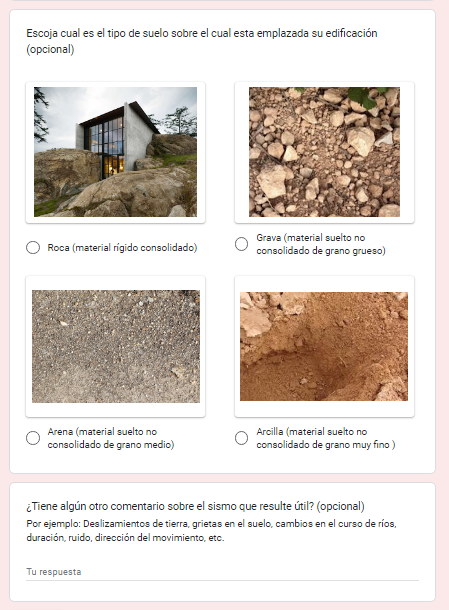 Escoja cual es el tipo de suelo sobre el cual esta emplazada su edificación
(opcional)
Roca (material rígido consolidado)
Grava (material suelto no
consolidado de grano grueso)
Arena (material suelto no
consolidado de grano medio)
Arcilla (material suelto no
consolidado de grano muy fino )
¿Tiene algún otro comentario sobre el sismo que resulte útil? (opcional)
Por ejemplo: Deslizamientos de tierra, grietas en el suelo, cambios en el curso de ríos,
duración, ruido, dirección del movimiento, etc.
Tu respuesta